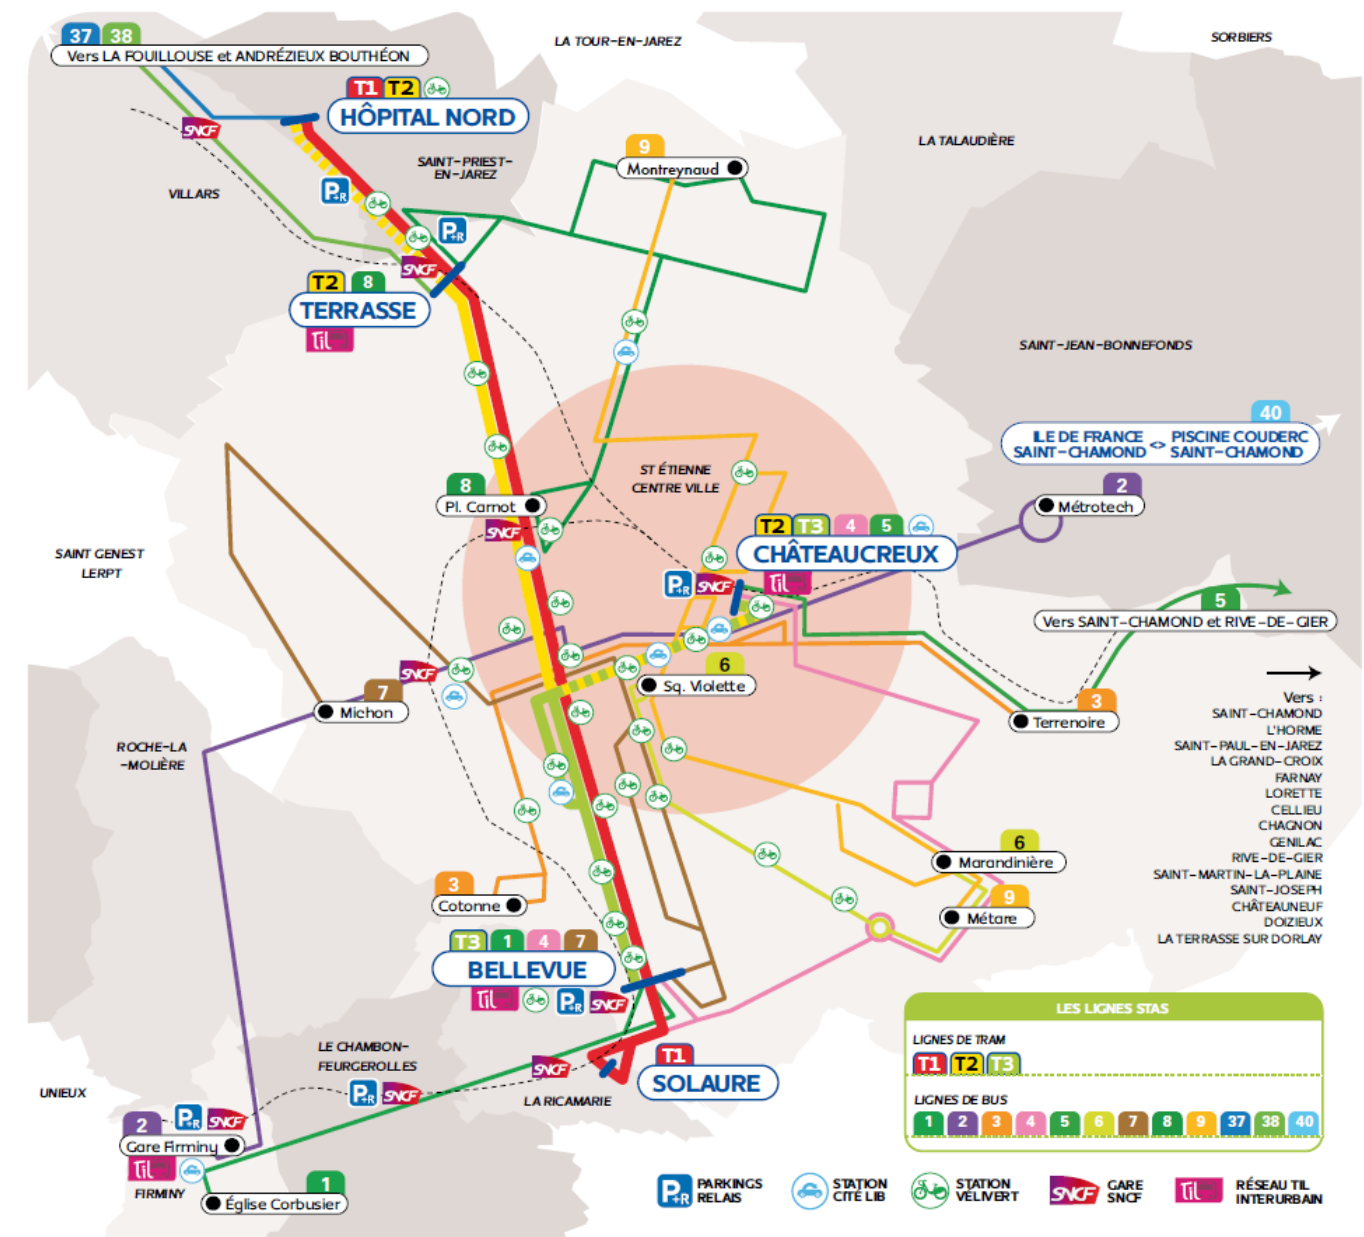 37 38
Vers LA FOUILLOUSE et ANDRÉZIEUX BOUTHÉON
LA TOUR-EN-JAREZ
SORBIERS
T1 T2
HÔPITAL NORD
SNCF
SAINT-PRIEST-
EN-JAREZ
9
Montreynaud
LA TALAUDIÈRE
VILLARS
P+R
P+R
SNCF
T2 8
TERRASSE
Til
SAINT-JEAN-BONNEFONDS
40
ILE DE FRANCE <> PISCINE COUDERC
SAINT-CHAMOND SAINT-CHAMOND
ST ÉTIENNE
CENTRE VILLE
8
Pl. Carnot
SNCF
2
Métrotech
T2 T3 4 5
CHÂTEAUCREUX
P+R SNCF Til
SAINT GENEST
LERPT
5
Vers SAINT-CHAMOND et RIVE-DE-GIER
SNCF
6
Sq. Violette
7
Michon
3
Terrenoire
Vers :
SAINT-CHAMOND
L'HORME
SAINT-PAUL-EN-JAREZ
LA GRAND-CROIX
FARNAY
LORETTE
CELLIEU
CHAGNON
GENILAC
RIVE-DE-GIER
SAINT-MARTIN-LA-PLAINE
SAINT-JOSEPH
CHÂTEAUNEUF
DOIZIEUX
LA TERRASSE SUR DORLAY
ROCHE-LA
-MOLIÈRE
6
Marandinière
3
Cotonne
9
Métare
T3 1 4 7
BELLEVUE
Til P+R SNCF
LE CHAMBON-
FEURGEROLLES
P+R SNCF
SNCF
T1
SOLAURE
LA RICAMARIE
UNIEUX
2 P+R SNCF
Gare Firminy
Til
FIRMINY
1
Église Corbusier
LES LIGNES STAS
LIGNES DE TRAM
T1 T2 T3
LIGNES DE BUS
1 2 3 4 5 6 7 8 9 37 38 40
P+R PARKINGS
RELAIS
STATION
CITÉ LIB
STATION
VÉLIVERT
SNCF GARE
SNCF
Til RÉSEAU TIL
INTERURBAIN